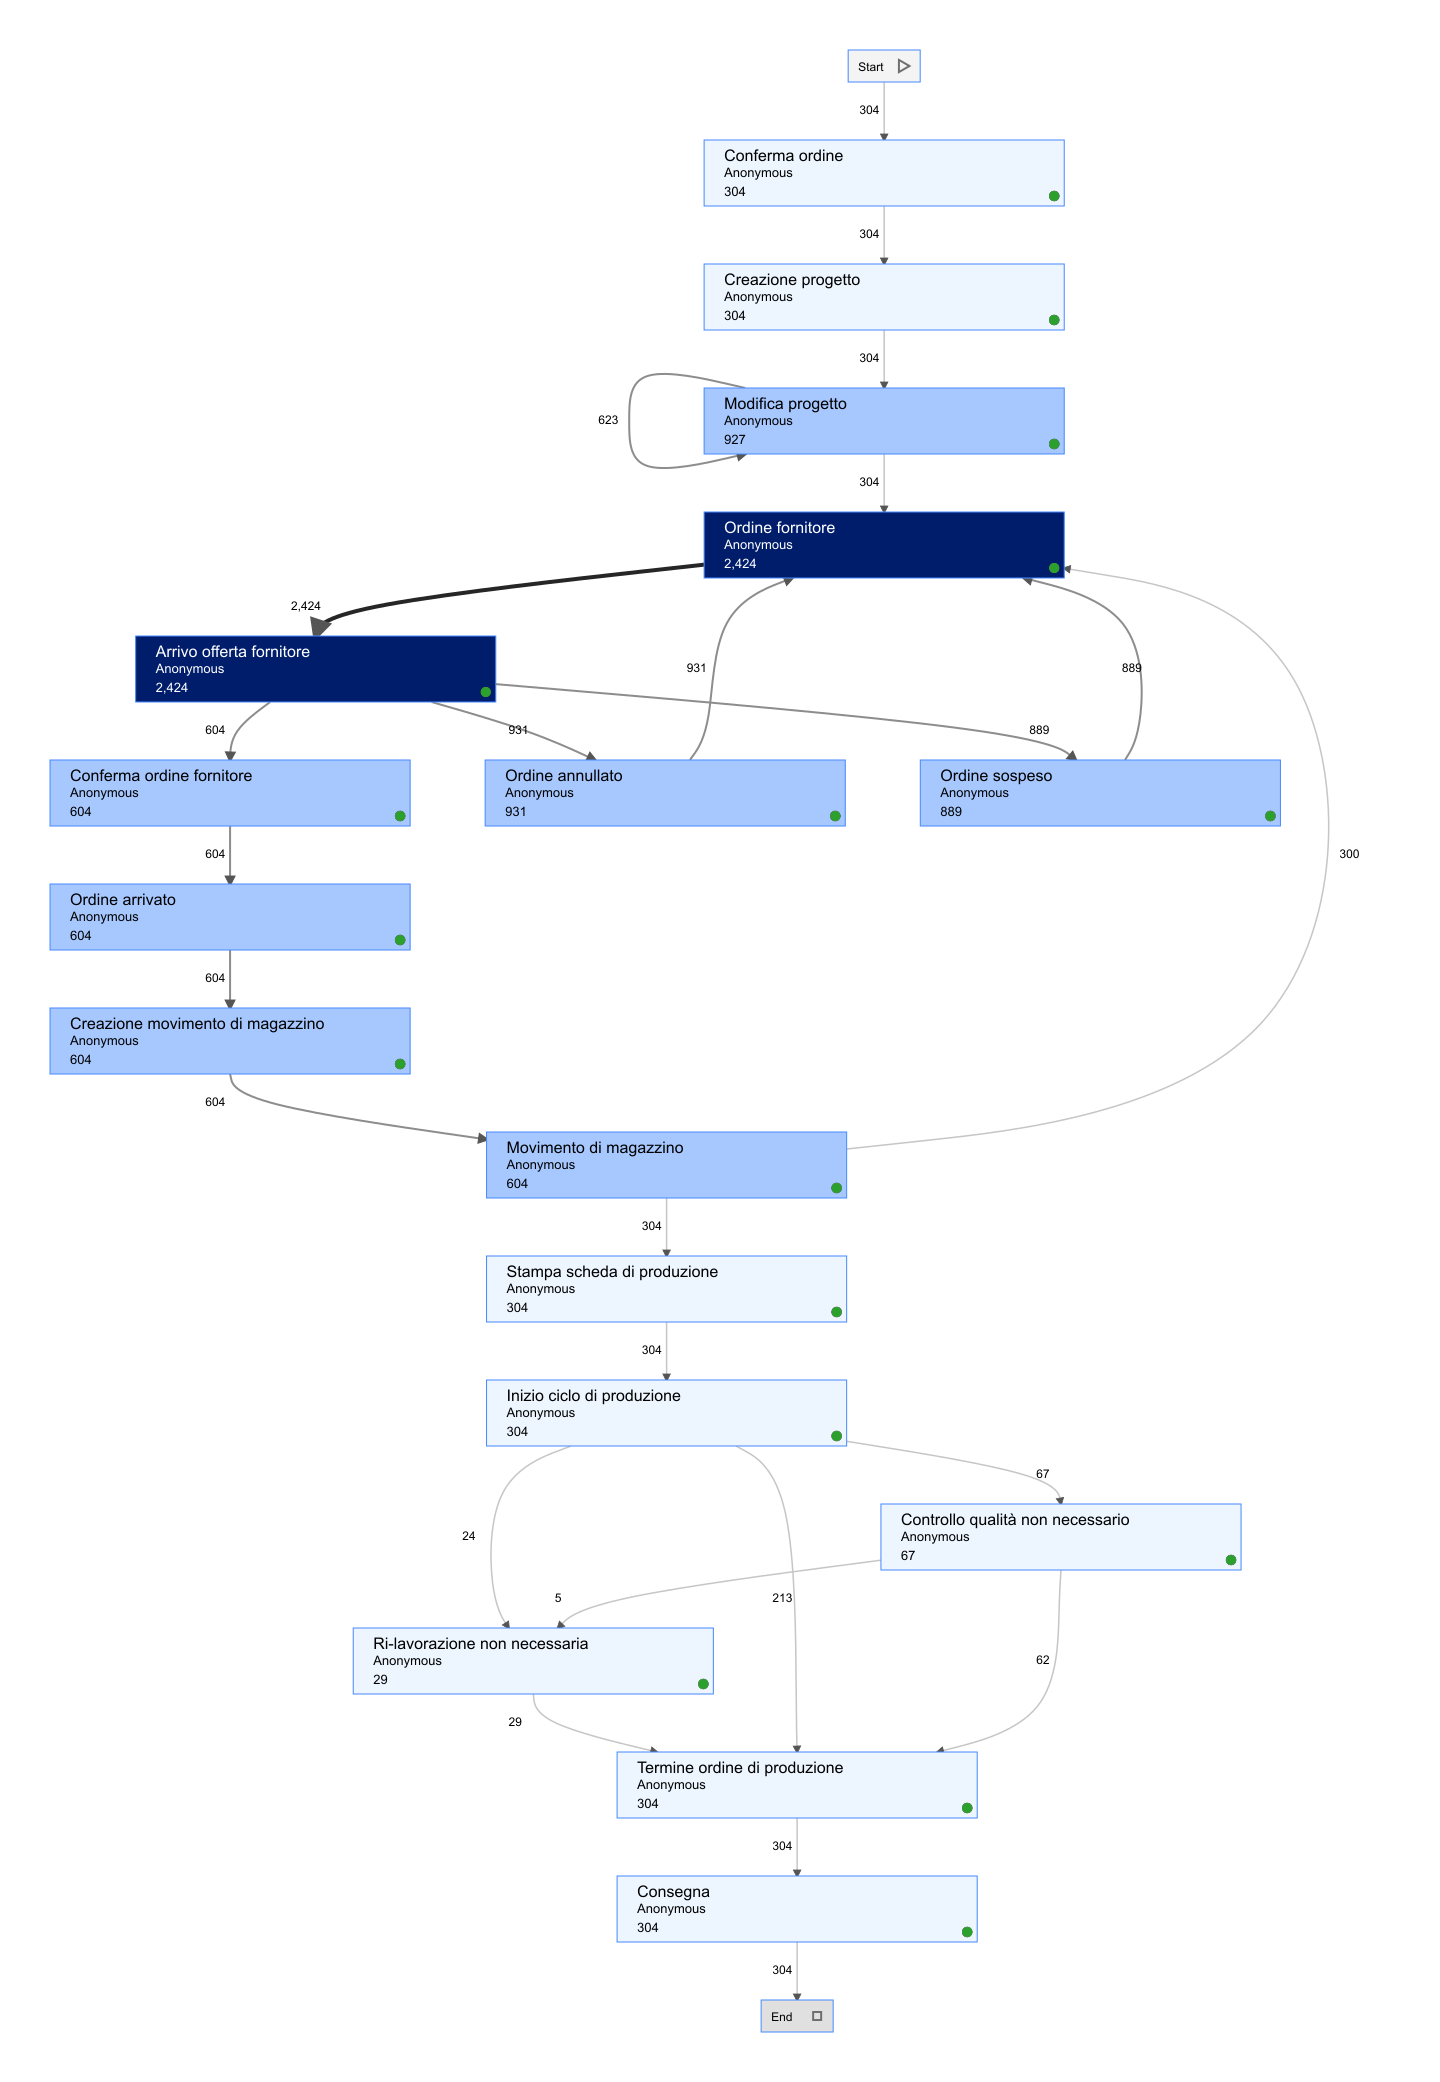 Start
304
Conferma ordine
Anonymous
304
304
Creazione progetto
Anonymous
304
304
Modifica progetto
Anonymous
927
623
304
Ordine fornitore
Anonymous
2,424
2,424
Arrivo offerta fornitore
Anonymous
2,424
931
889
604
931
889
Conferma ordine fornitore
Anonymous
604
Ordine annullato
Anonymous
931
Ordine sospeso
Anonymous
889
604
300
Ordine arrivato
Anonymous
604
604
Creazione movimento di magazzino
Anonymous
604
604
Movimento di magazzino
Anonymous
604
304
Stampa scheda di produzione
Anonymous
304
304
Inizio ciclo di produzione
Anonymous
304
67
Controllo qualità non necessario
Anonymous
67
24
5
213
Ri-lavorazione non necessaria
Anonymous
29
62
29
Termine ordine di produzione
Anonymous
304
304
Consegna
Anonymous
304
304
End